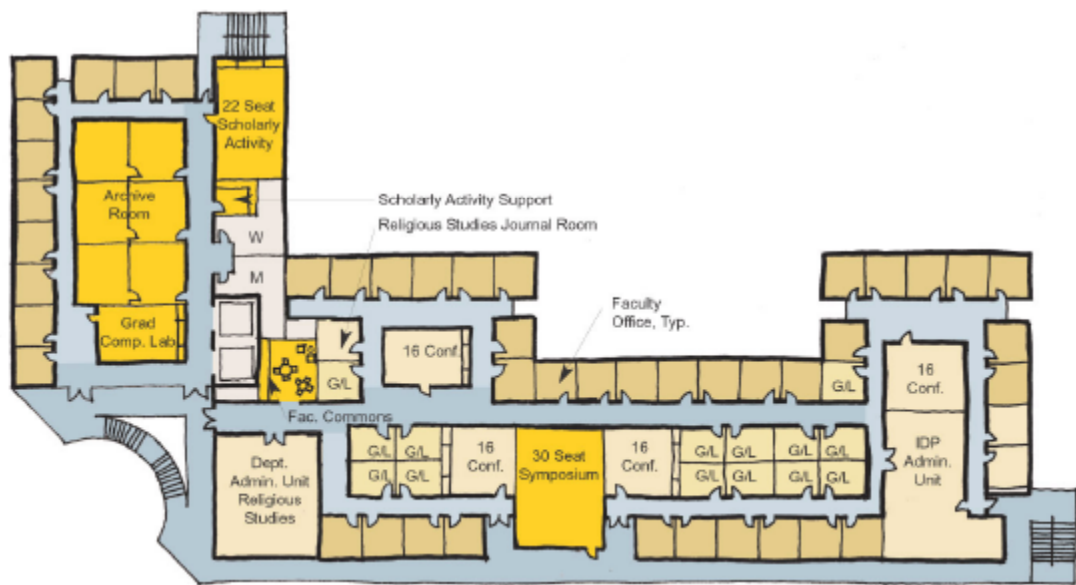 22 Seat
Scholarly
Activity
Archive
Room
Scholarly Activity Support
Religious Studies Journal Room
W
M
Grad
Comp. Lab
Faculty
Office, Typ.
16 Conf.
G/L
G/L
16
Conf.
Fac. Commons
Dept.
Admin. Unit
Religious
Studies
G/L G/L
G/L G/L
16
Conf.
30 Seat
Symposium
16
Conf.
G/L G/L G/L G/L
G/L G/L G/L G/L
IDP
Admin.
Unit